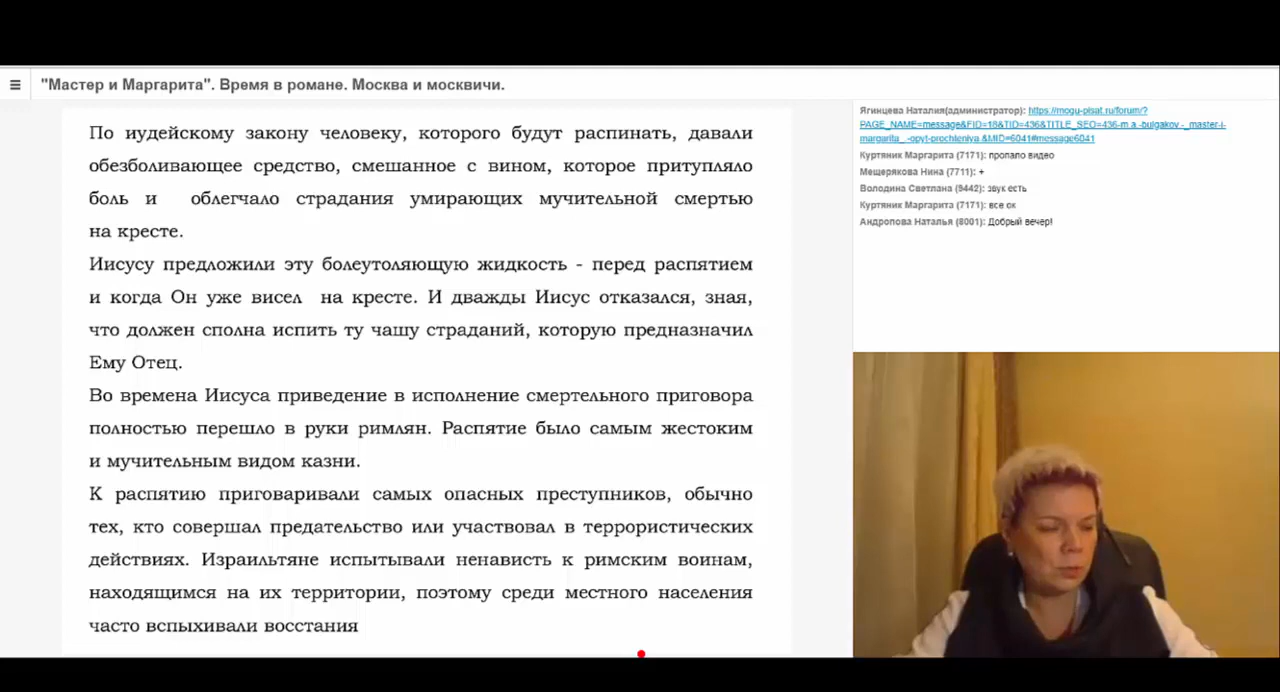 "Мастер и Маргарита". Время в романе. Москва и москвичи.
По иудейскому закону человеку, которого будут распинать, давали
обезболивающее средство, смешанное с вином, которое притупляло
боль и облегчало страдания умирающих мучительной смертью
на кресте.
Иисусу предложили эту болеутоляющую жидкость - перед распятием
и когда Он уже висел на кресте. И дважды Иисус отказался, зная,
что должен сполна испить ту чашу страданий, которую предназначил
Ему Отец.
Во времена Иисуса приведение в исполнение смертельного приговора
полностью перешло в руки римлян. Распятие было самым жестоким
и мучительным видом казни.
К распятию приговаривали самых опасных преступников, обычно
тех, кто совершал предательство или участвовал в террористических
действиях. Израильтяне испытывали ненависть к римским воинам,
находящимся на их территории, поэтому среди местного населения
часто вспыхивали восстания
Ягинцева Наталия(администратор): https://mogu-pisat.ru/forum/?
PAGE_NAME=message&FID=18&TID=436&TITLE_SEO=436-m.a.-bulgakov.-_master-i-
margarita_.-opyt-prochteniya.&MID=6041#message6041
Куртяник Маргарита (7171): пропало видео
Мещерякова Нина (7711): +
Володина Светлана (9442): звук есть
Куртяник Маргарита (7171): все ок
Андропова Наталья (8001): Добрый вечер!